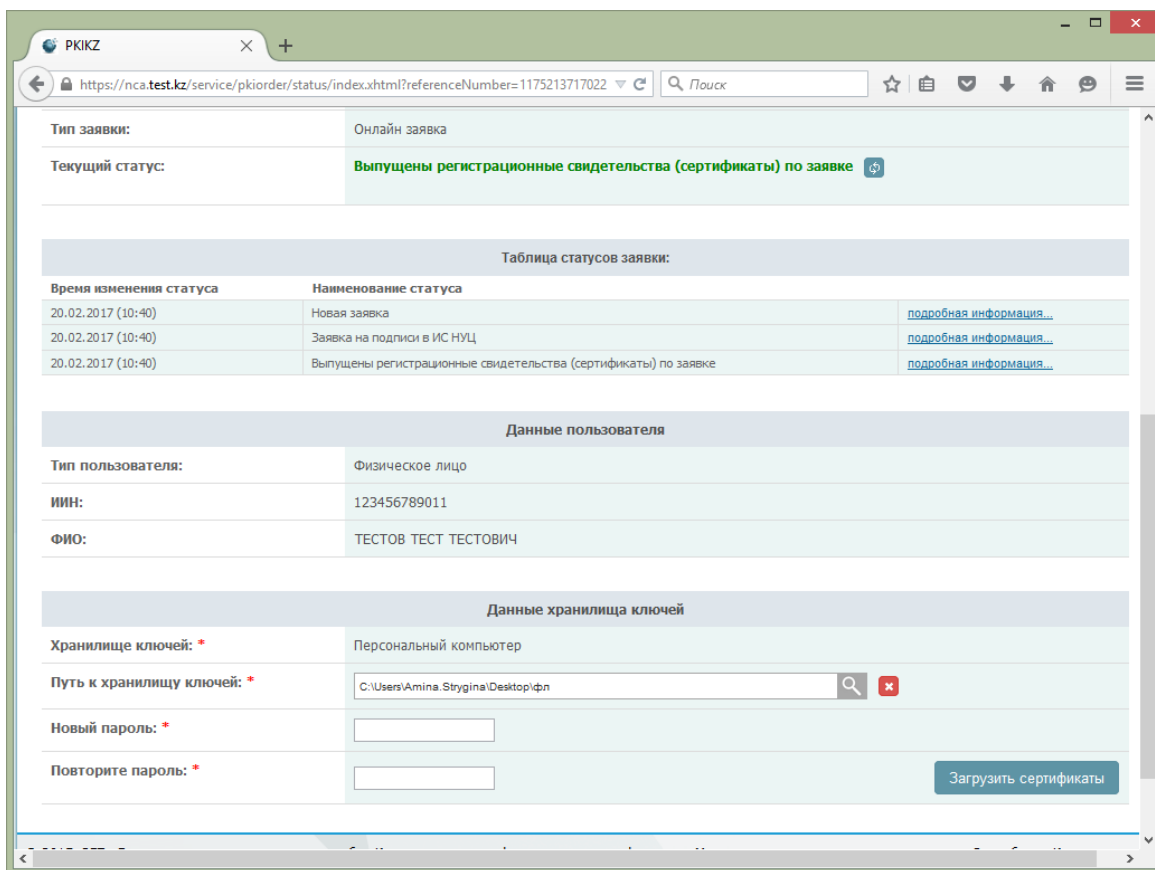 PKIKZ
https://nca.test.kz/service/pkiorder/status/index.xhtml?referenceNumber=1175213717022 Поиск
Тип заявки: Онлайн заявка
Текущий статус: Выпущены регистрационные свидетельства (сертификаты) по заявке
Таблица статусов заявки:
Время изменения статуса Наименование статуса
20.02.2017 (10:40) Новая заявка подробная информация...
20.02.2017 (10:40) Заявка на подписи в ИС НУЦ подробная информация...
20.02.2017 (10:40) Выпущены регистрационные свидетельства (сертификаты) по заявке подробная информация...
Данные пользователя
Тип пользователя: Физическое лицо
ИИН: 123456789011
ФИО: ТЕСТОВ ТЕСТ ТЕСТОВИЧ
Данные хранилища ключей
Хранилище ключей: * Персональный компьютер
Путь к хранилищу ключей: * C:\Users\Amina.Strygina\Desktop\фл
Новый пароль: *
Повторите пароль: * Загрузить сертификаты